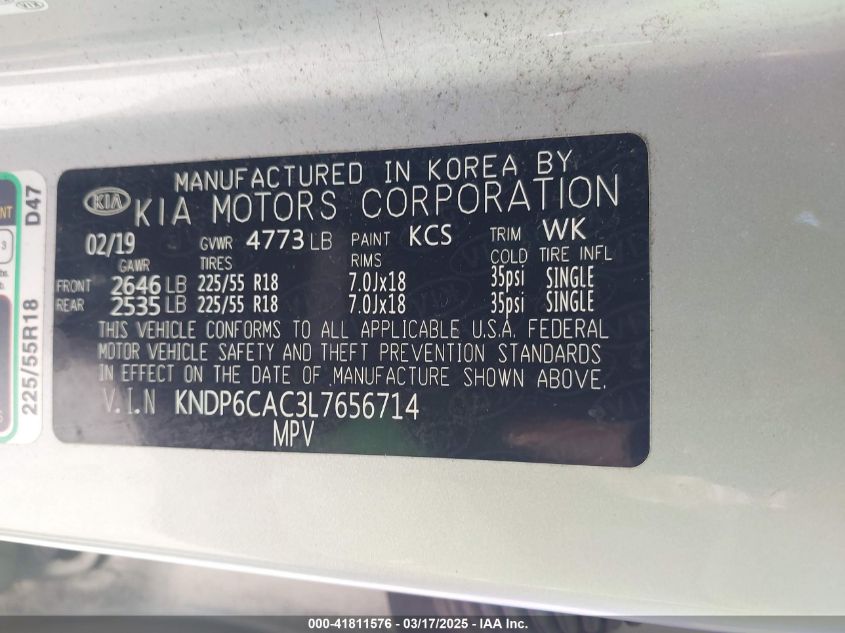 MANUFACTURED IN KOREA BY
KIA KIA MOTORS CORPORATION
02/19 GVWR 4773 LB PAINT KCS TRIM WK
GAWR TIRES RIMS COLD TIRE INFL
FRONT 2646 LB 225/55 R18 7.0Jx18 35psi SINGLE
REAR 2535 LB 225/55 R18 7.0Jx18 35psi SINGLE
THIS VEHICLE CONFORMS TO ALL APPLICABLE U.S.A. FEDERAL
MOTOR VEHICLE SAFETY AND THEFT PREVENTION STANDARDS
IN EFFECT ON THE DATE OF MANUFACTURE SHOWN ABOVE.
V.I.N KNDP6CAC3L7656714
MPV
225/55R18 D47
000-41811576 - 03/17/2025 - IAA Inc.